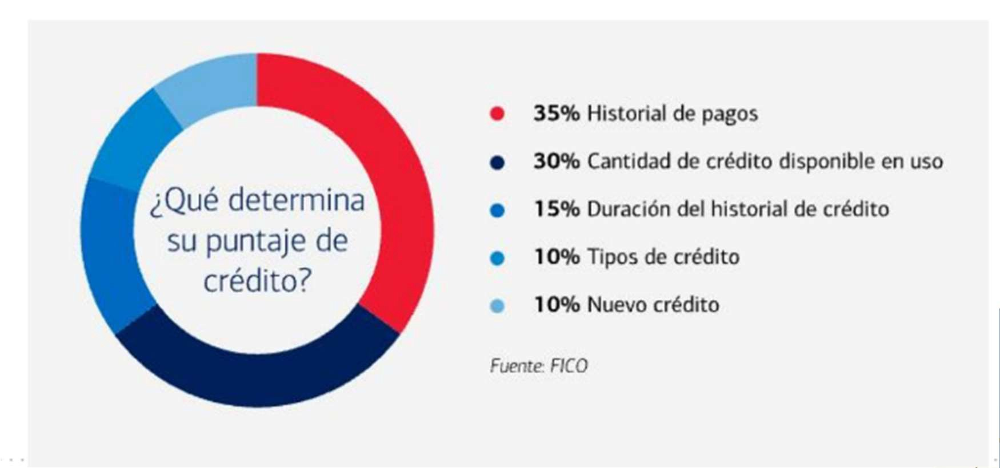 ¿Qué determina
su puntaje de
crédito?
35% Historial de pagos
30% Cantidad de crédito disponible en uso
15% Duración del historial de crédito
10% Tipos de crédito
10% Nuevo crédito
Fuente: FICO